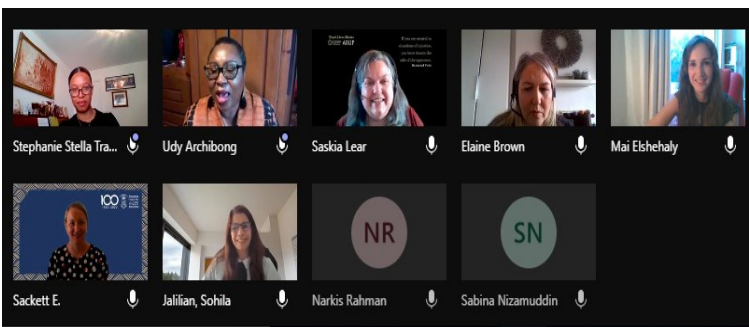 Stephanie Stella Tra...
Udy Archibong
Saskia Lear
Elaine Brown
Mai Elshehaly
100
NR
SN
Sackett E.
Jalilian, Sohila
Narkis Rahman
Sabina Nizamuddin